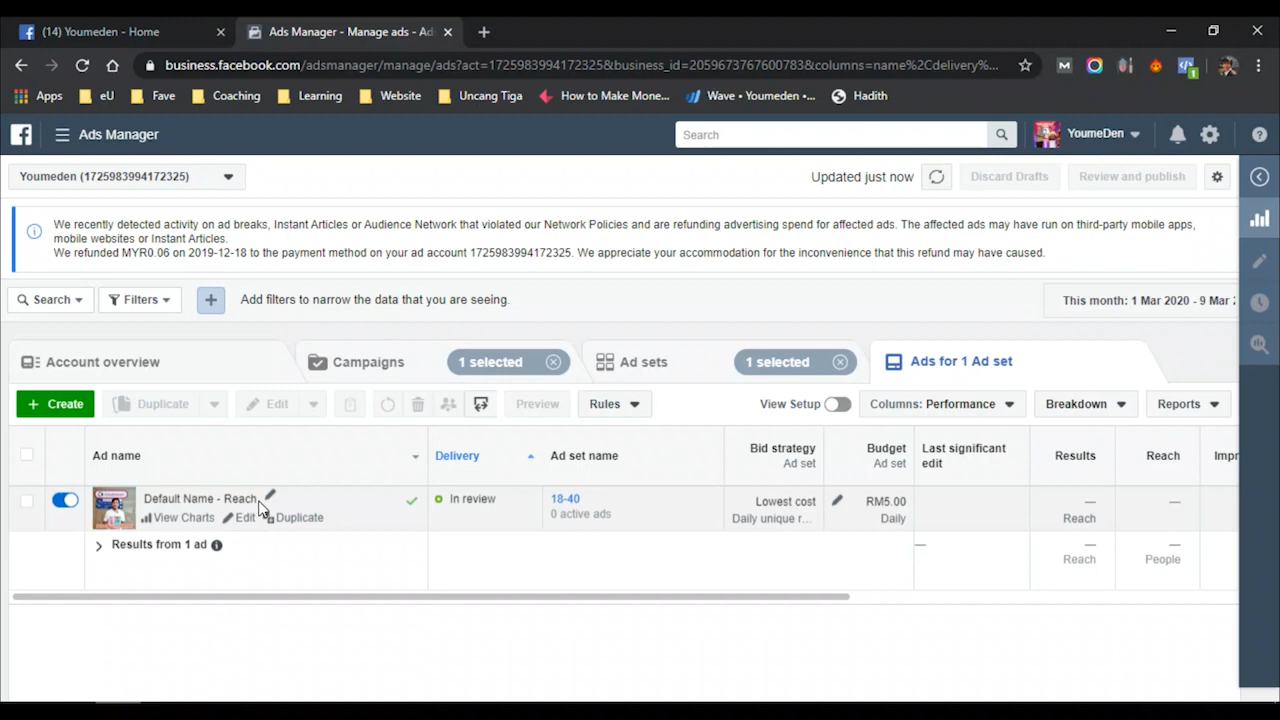 (14) Youmeden - Home
Ads Manager - Manage ads - Ad
business.facebook.com/adsmanager/manage/ads?act=1725983994172325&business_id=205967376760​0783&columns=name%2Cdelivery%...
Apps eU Fave Coaching Learning Website Uncang Tiga How to Make Mone... Wave • Youmeden •... Hadith
Ads Manager
Search
YoumeDen
Youmeden (1725983994172325)
Updated just now
Discard Drafts
Review and publish
We recently detected activity on ad breaks, Instant Articles or Audience Network that violated our Network Policies and are refunding advertising spend for affected ads. The affected ads may have run on third-party mobile apps,
mobile websites or Instant Articles.
We refunded MYR0.06 on 2019-12-18 to the payment method on your ad account 1725983994172325. We appreciate your accommodation for the inconvenience that this refund may have caused.
Search
Filters
Add filters to narrow the data that you are seeing.
This month: 1 Mar 2020 - 9 Mar
Account overview
Campaigns
1 selected
Ad sets
1 selected
Ads for 1 Ad set
+ Create
Duplicate
Edit
Preview
Rules
View Setup
Columns: Performance
Breakdown
Reports
Ad name
Delivery
Ad set name
Bid strategy
Ad set
Budget
Ad set
Last significant
edit
Results
Reach
Impr
Default Name - Reach
View Charts
Edit
Duplicate
In review
18-40
0 active ads
Lowest cost
Daily unique r...
RM5.00
Daily
—
Reach
—
Results from 1 ad
—
—
Reach
—
People